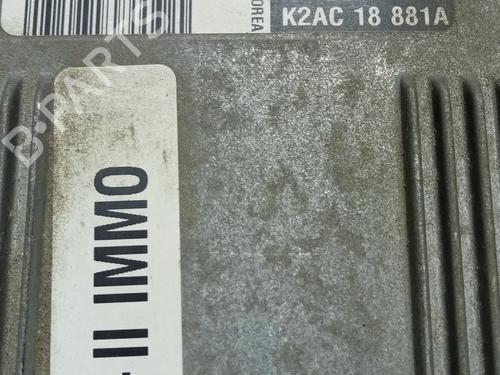 OREA
K2AC 18 881A
B-PARTS
- II IMMO